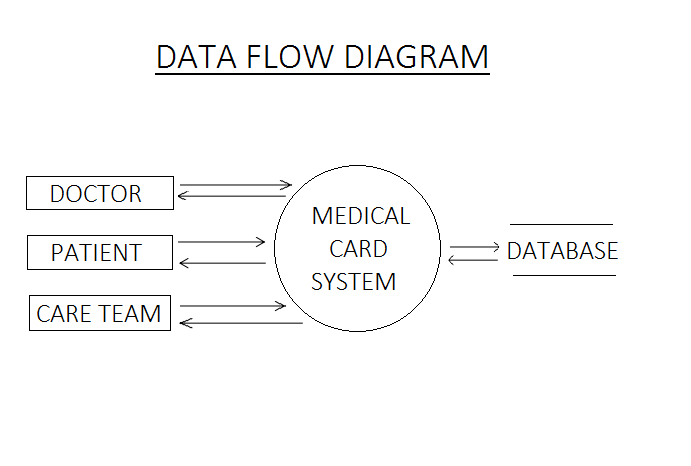 DATA FLOW DIAGRAM
DOCTOR
PATIENT
CARE TEAM
MEDICAL
CARD
SYSTEM
DATABASE